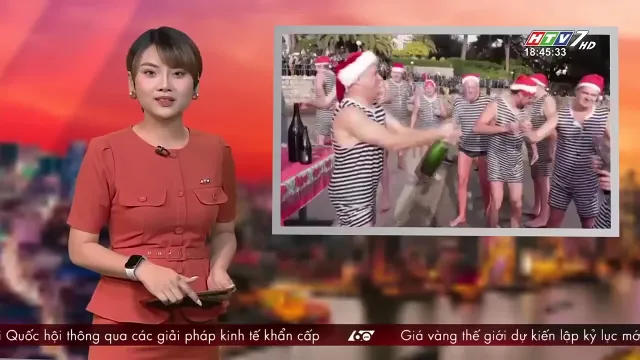 HTV7 HD
18:45:33
i Quốc hội thông qua các giải pháp kinh tế khẩn cấp
Giá vàng thế giới dự kiến lập kỷ lục mớ